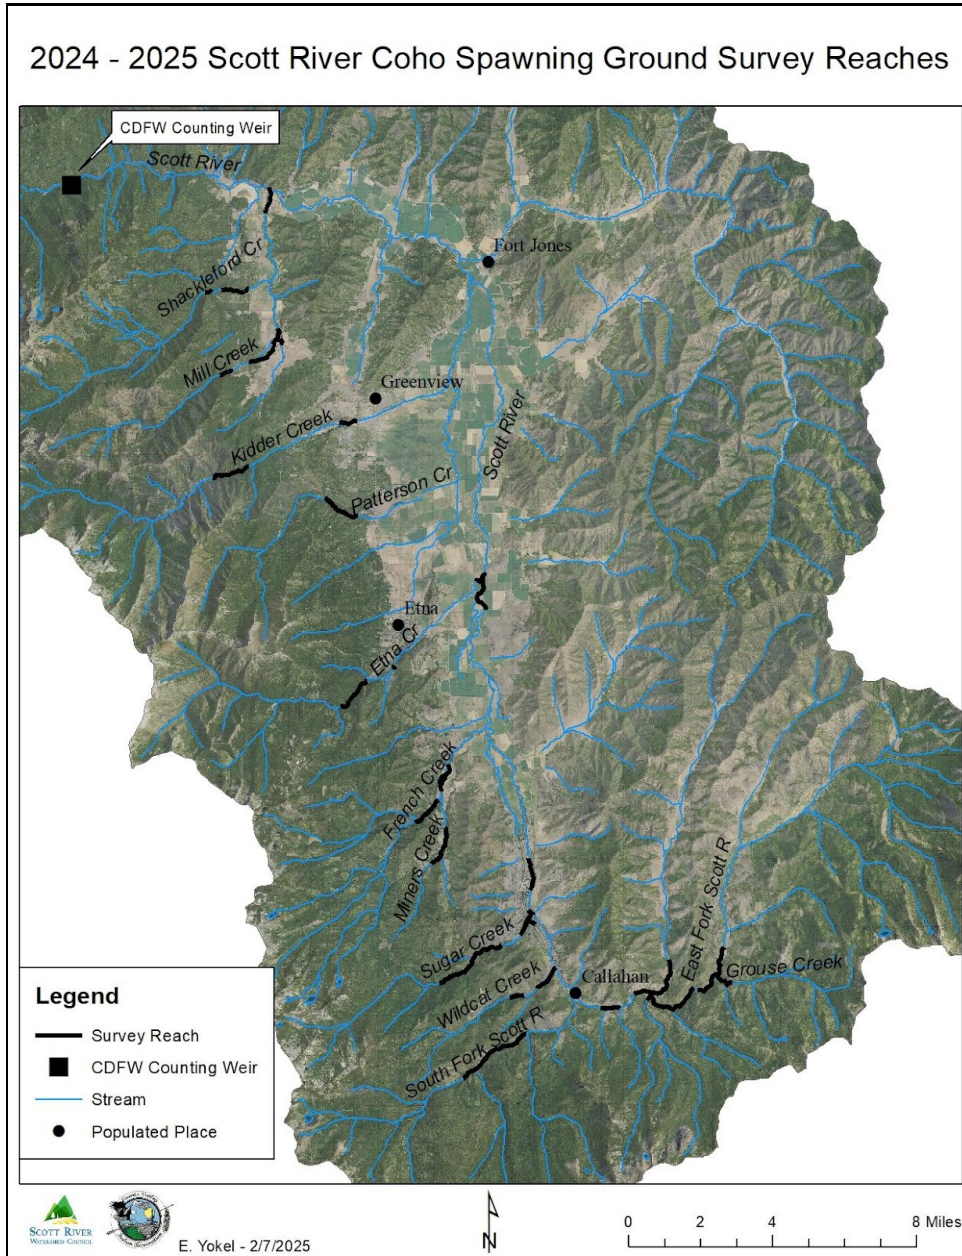 2024 - 2025 Scott River Coho Spawning Ground Survey Reaches
CDFW Counting Weir
Scott River
Fort Jones
Shackleford Cr
Mill Creek
Greenview
Kidder Creek
Scott River
Patterson Cr
Etna
Etna Cr
French Creek
Miners Creek
East Fork Scott R
Sugar Creek
Grouse Creek
Wildcat Creek
Callahan
South Fork Scott R
Legend
Survey Reach
CDFW Counting Weir
Stream
Populated Place
SCOTT RIVER
WATERSHED COUNCIL
E. Yokel - 2/7/2025
N
0 2 4 8 Miles